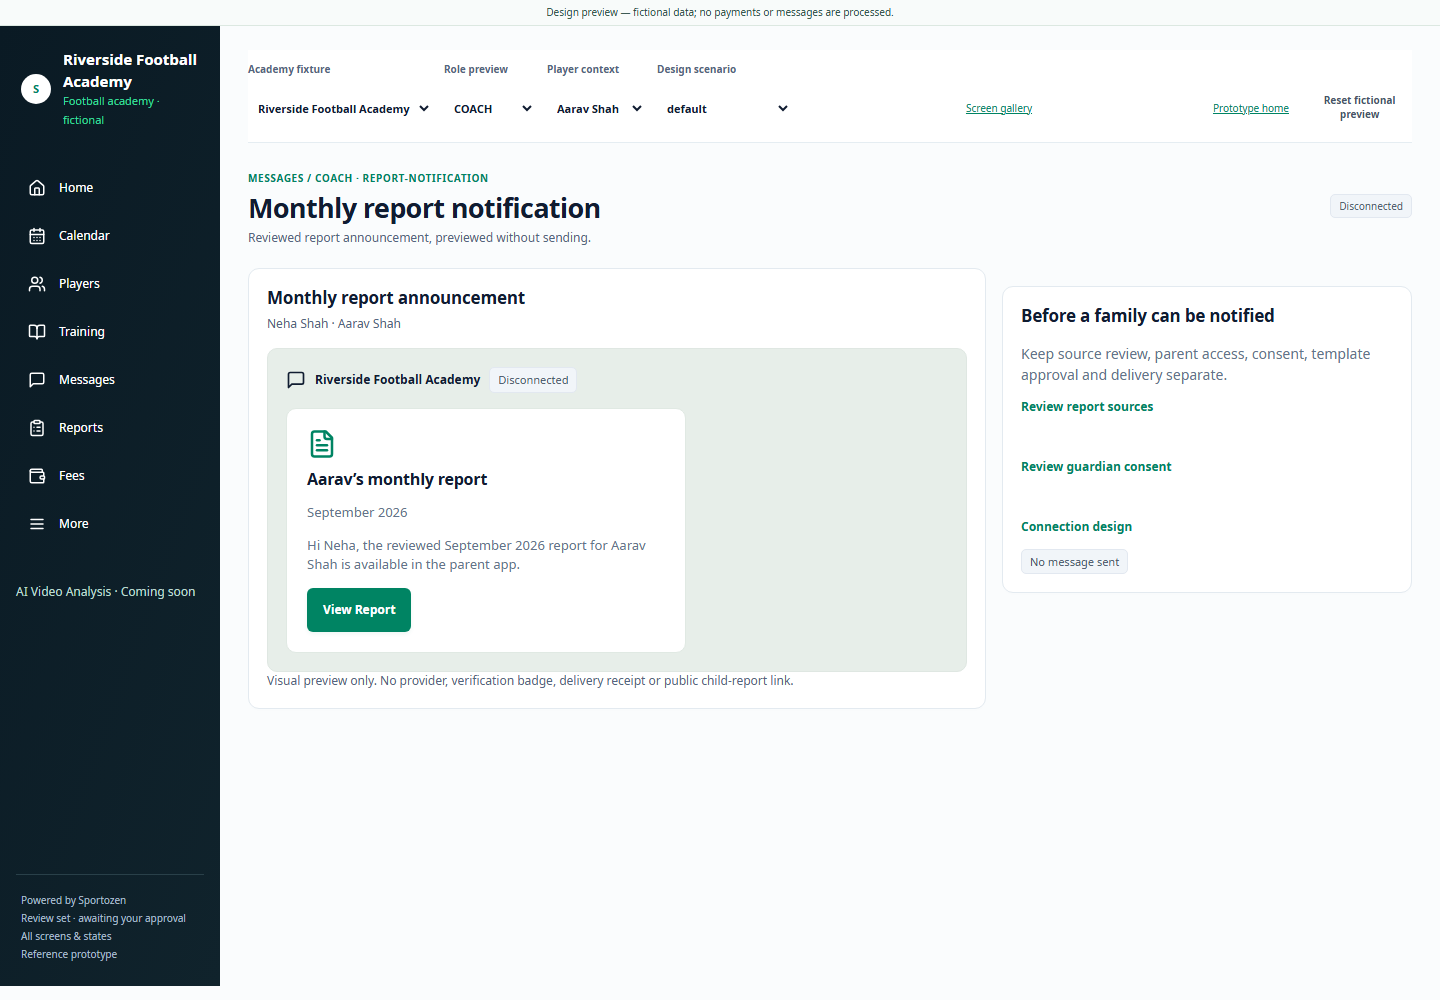 Design preview — fictional data; no payments or messages are processed.
S
Riverside Football
Academy
Football academy ·
fictional
Home
Calendar
Players
Training
Messages
Reports
Fees
More
AI Video Analysis · Coming soon
Powered by Sportozen
Review set · awaiting your approval
All screens & states
Reference prototype
Academy fixture
Role preview
Player context
Design scenario
Riverside Football Academy
COACH
Aarav Shah
default
Screen gallery
Prototype home
Reset fictional
preview
MESSAGES / COACH · REPORT-NOTIFICATION
Monthly report notification
Disconnected
Reviewed report announcement, previewed without sending.
Monthly report announcement
Neha Shah · Aarav Shah
Riverside Football Academy
Disconnected
Aarav’s monthly report
September 2026
Hi Neha, the reviewed September 2026 report for Aarav
Shah is available in the parent app.
View Report
Visual preview only. No provider, verification badge, delivery receipt or public child-report link.
Before a family can be notified
Keep source review, parent access, consent, template
approval and delivery separate.
Review report sources
Review guardian consent
Connection design
No message sent